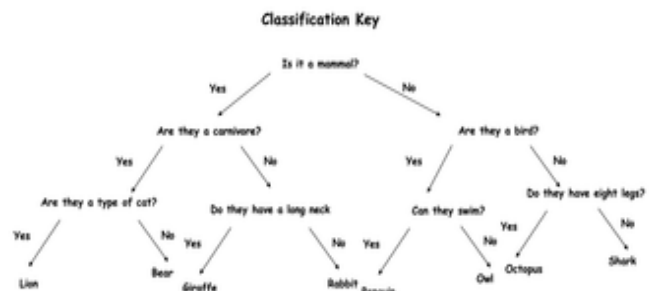 Classification Key
Is it a mammal?
Yes
No
Are they a carnivore?
Are they a bird?
Yes
No
Yes
No
Are they a type of cat?
Do they have a long neck
Can they swim?
Do they have eight legs?
Yes
No
Yes
No
Yes
No
Yes
No
Lion
Bear
Giraffe
Rabbit
Owl
Octopus
Shark